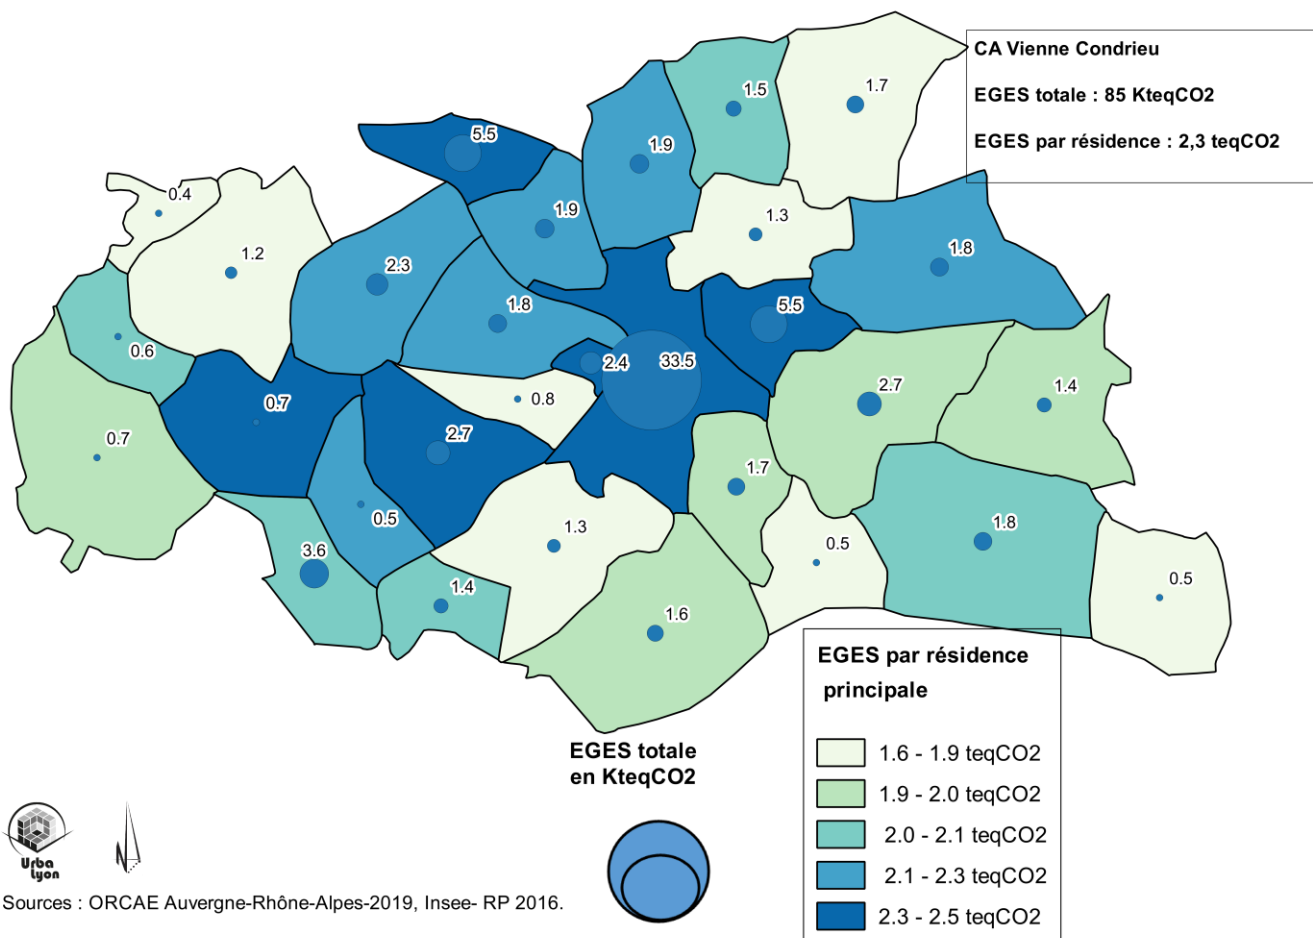 CA Vienne Condrieu
EGES totale : 85 KteqCO2
EGES par résidence : 2,3 teqCO2
1.7
1.5
5.5
1.9
0.4
1.9
1.3
1.2
1.8
2.3
1.8
5.5
0.6
2.4
33.5
2.7
1.4
0.7
0.8
0.7
2.7
1.7
0.5
1.3
1.8
0.5
3.6
1.4
0.5
1.6
EGES par résidence
principale
1.6 - 1.9 teqCO2
1.9 - 2.0 teqCO2
2.0 - 2.1 teqCO2
2.1 - 2.3 teqCO2
2.3 - 2.5 teqCO2
EGES totale
en KteqCO2
Urba
Lyon
N
Sources : ORCAE Auvergne-Rhône-Alpes-2019, Insee- RP 2016.